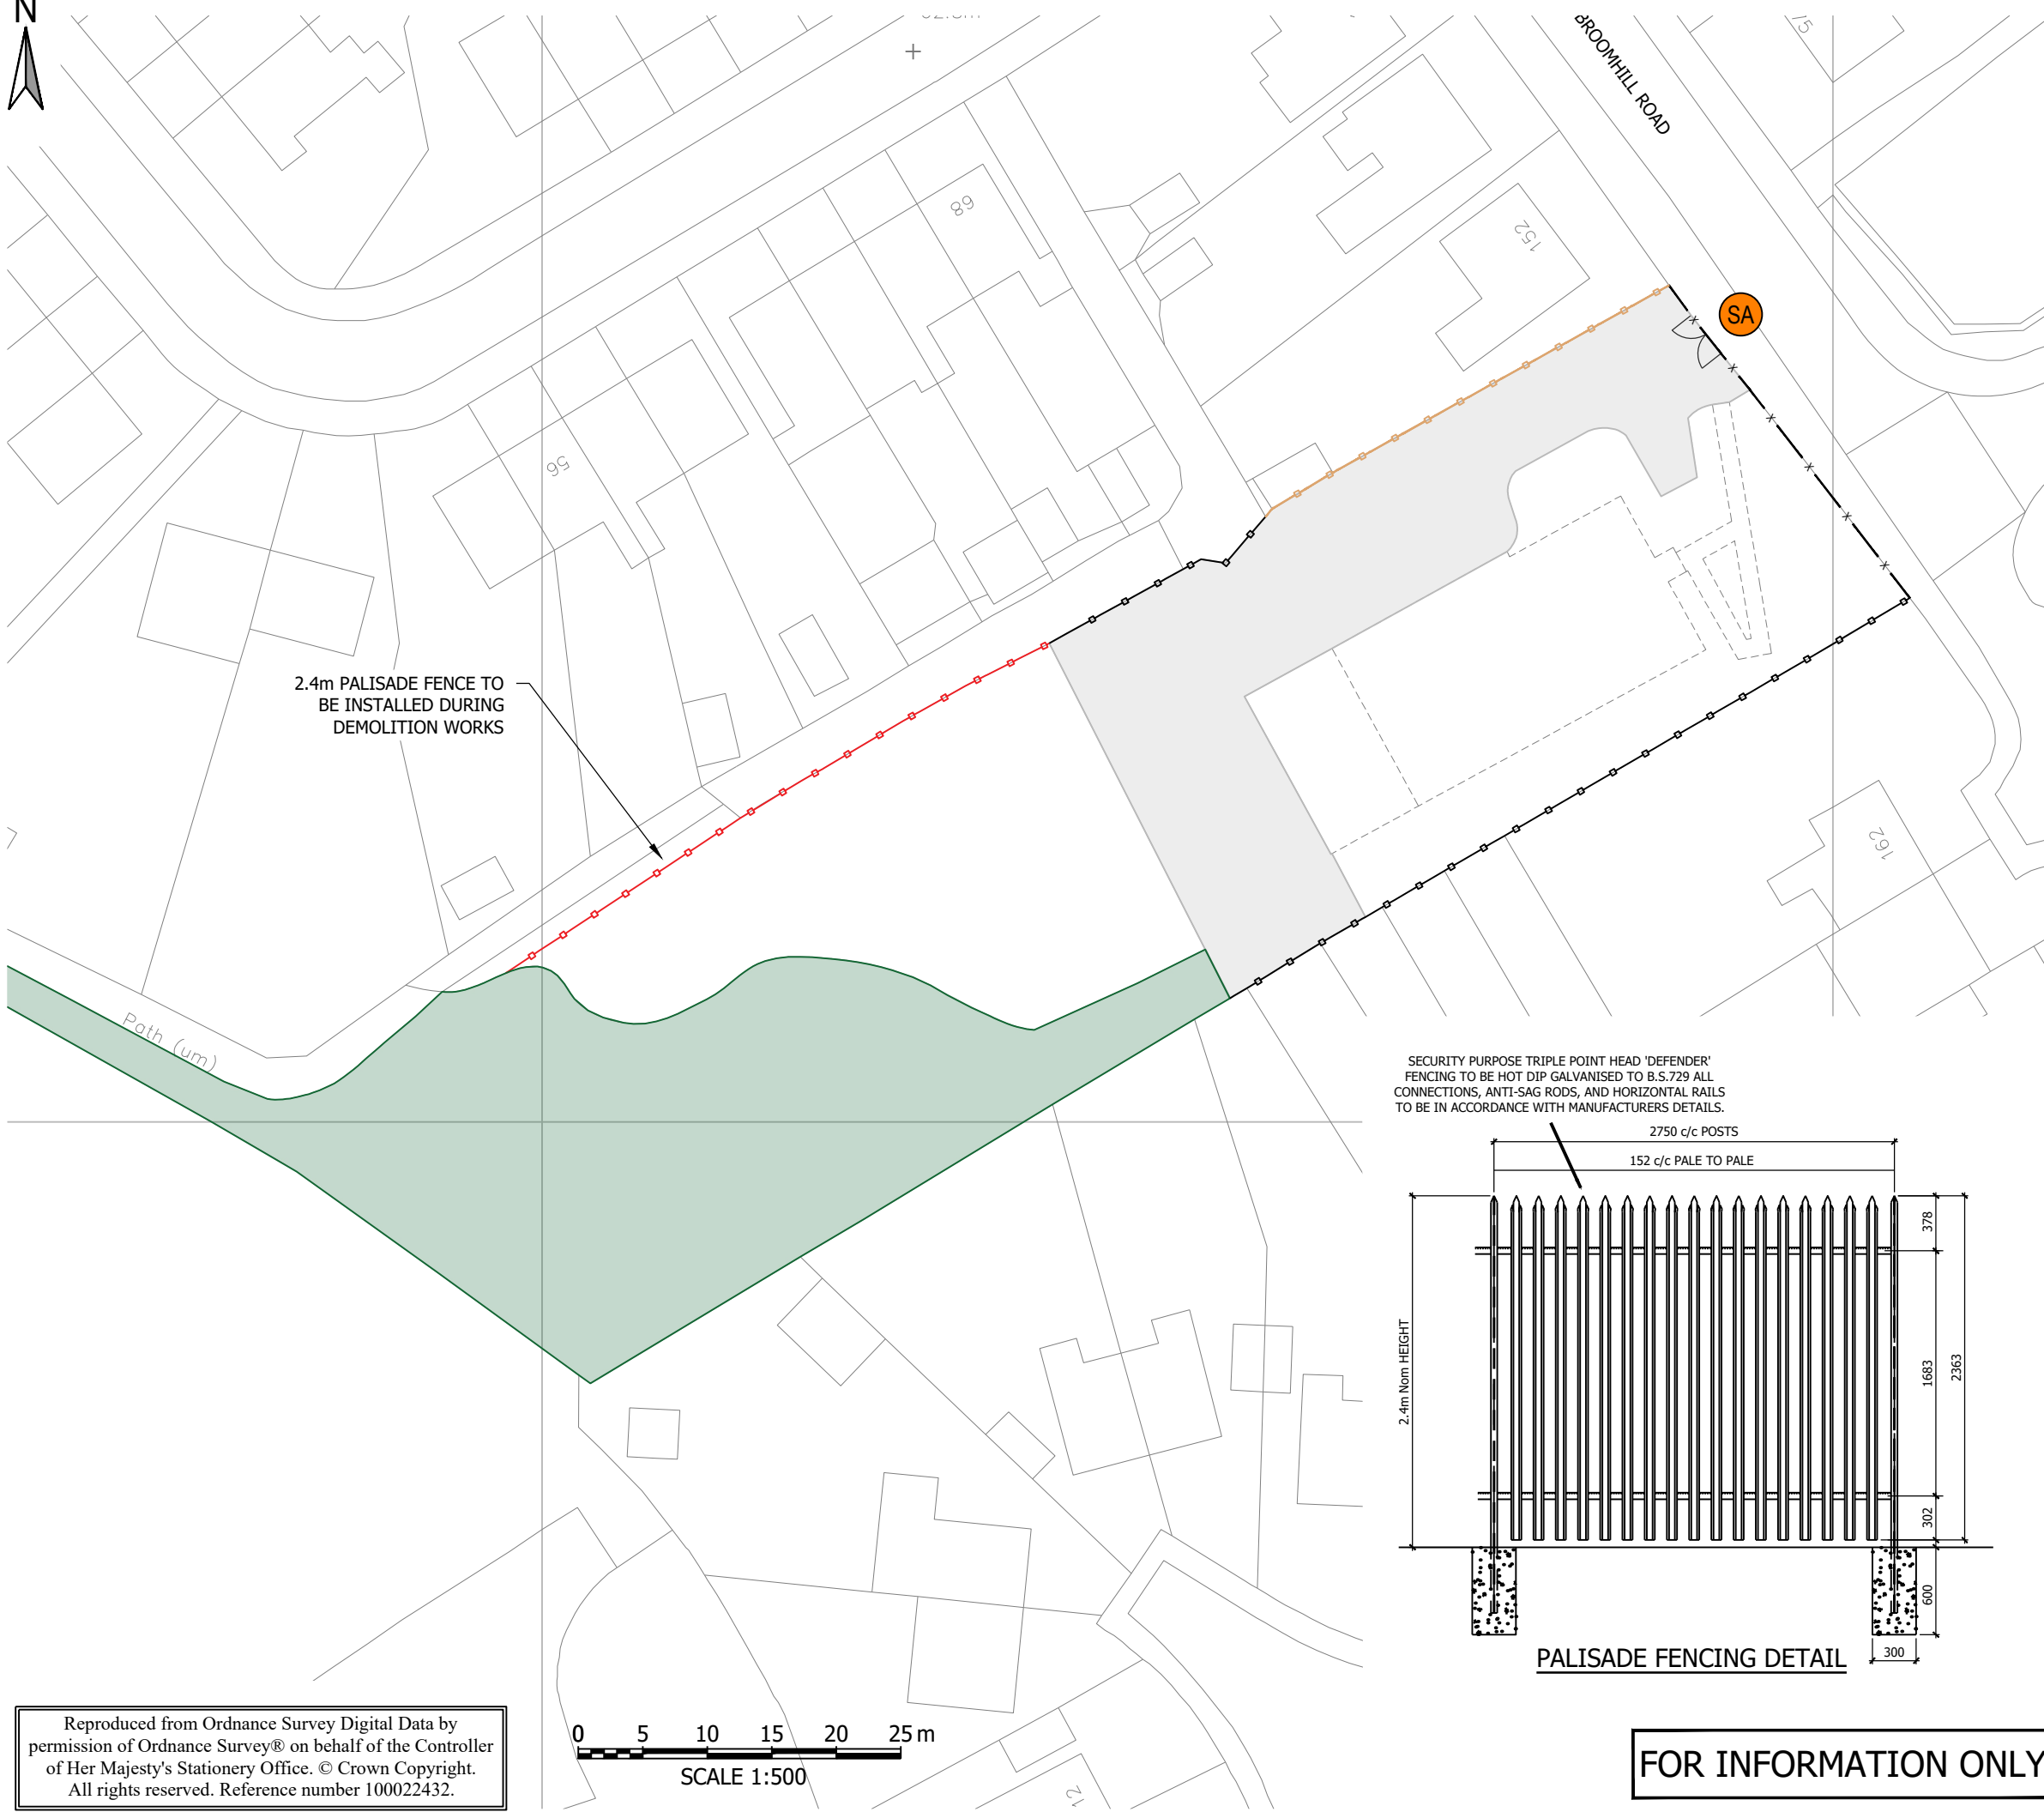 N
BROOMHILL ROAD
75
68
152
SA
56
2.4m PALISADE FENCE TO
BE INSTALLED DURING
DEMOLITION WORKS
162
Path (um)
SECURITY PURPOSE TRIPLE POINT HEAD 'DEFENDER'
FENCING TO BE HOT DIP GALVANISED TO B.S.729 ALL
CONNECTIONS, ANTI-SAG RODS, AND HORIZONTAL RAILS
TO BE IN ACCORDANCE WITH MANUFACTURERS DETAILS.
2750 c/c POSTS
152 c/c PALE TO PALE
2.4m Nom HEIGHT
378
1683
2363
302
600
300
PALISADE FENCING DETAIL
Reproduced from Ordnance Survey Digital Data by
permission of Ordnance Survey® on behalf of the Controller
of Her Majesty's Stationery Office. © Crown Copyright.
All rights reserved. Reference number 100022432.
0 5 10 15 20 25 m
SCALE 1:500
12
FOR INFORMATION ONLY